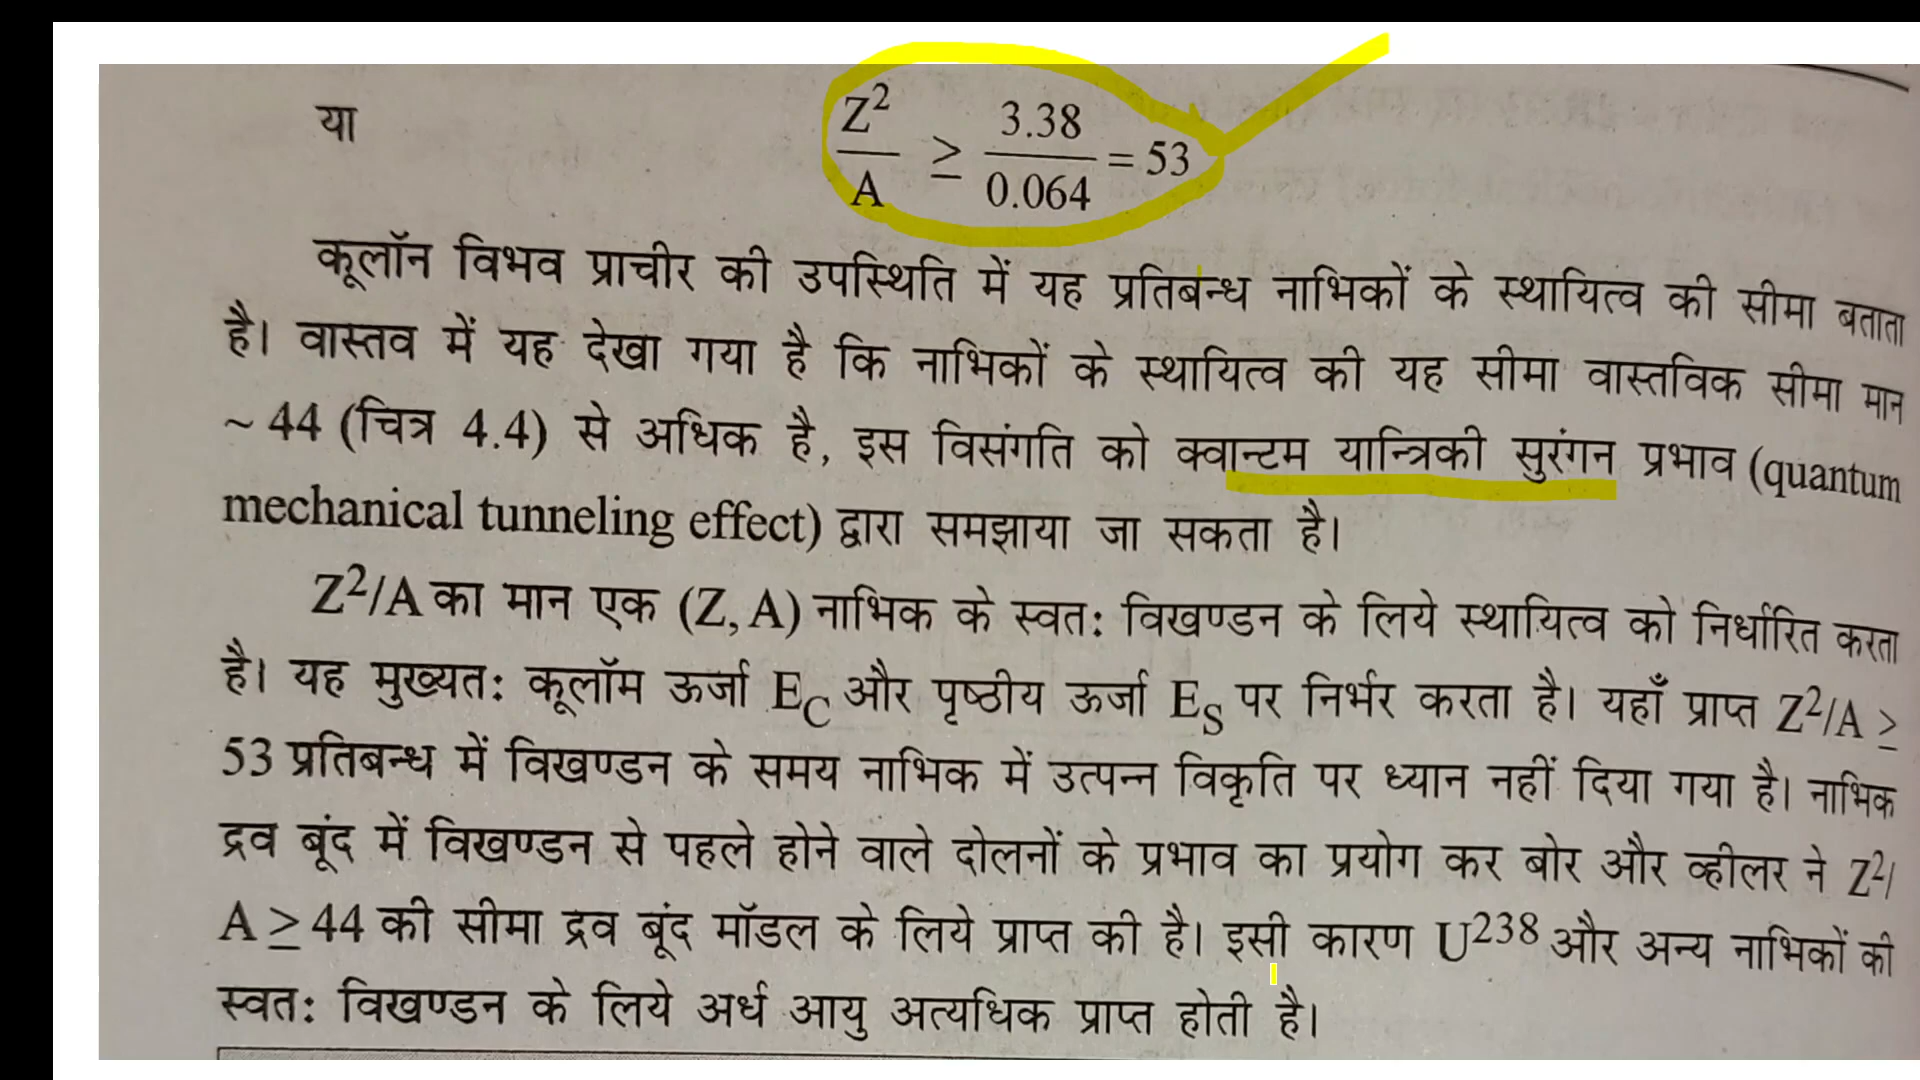 या Z²/A ≥ 3.38/0.064 = 53
कूलॉन विभव प्राचीर की उपस्थिति में यह प्रतिबन्ध नाभिकों के स्थायित्व की सीमा बताता
है। वास्तव में यह देखा गया है कि नाभिकों के स्थायित्व की यह सीमा वास्तविक सीमा मान
~ 44 (चित्र 4.4) से अधिक है, इस विसंगति को क्वान्टम यान्त्रिकी सुरंगन प्रभाव (quantum
mechanical tunneling effect) द्वारा समझाया जा सकता है।
Z²/A का मान एक (Z, A) नाभिक के स्वत: विखण्डन के लिये स्थायित्व को निर्धारित करता
है। यह मुख्यत: कूलॉम ऊर्जा E_C और पृष्ठीय ऊर्जा E_S पर निर्भर करता है। यहाँ प्राप्त Z²/A ≥
53 प्रतिबन्ध में विखण्डन के समय नाभिक में उत्पन्न विकृति पर ध्यान नहीं दिया गया है। नाभिक
द्रव बूंद में विखण्डन से पहले होने वाले दोलनों के प्रभाव का प्रयोग कर बोर और व्हीलर ने Z²/
A ≥ 44 की सीमा द्रव बूंद मॉडल के लिये प्राप्त की है। इसी कारण U²³⁸ और अन्य नाभिकों की
स्वत: विखण्डन के लिये अर्ध आयु अत्यधिक प्राप्त होती है।